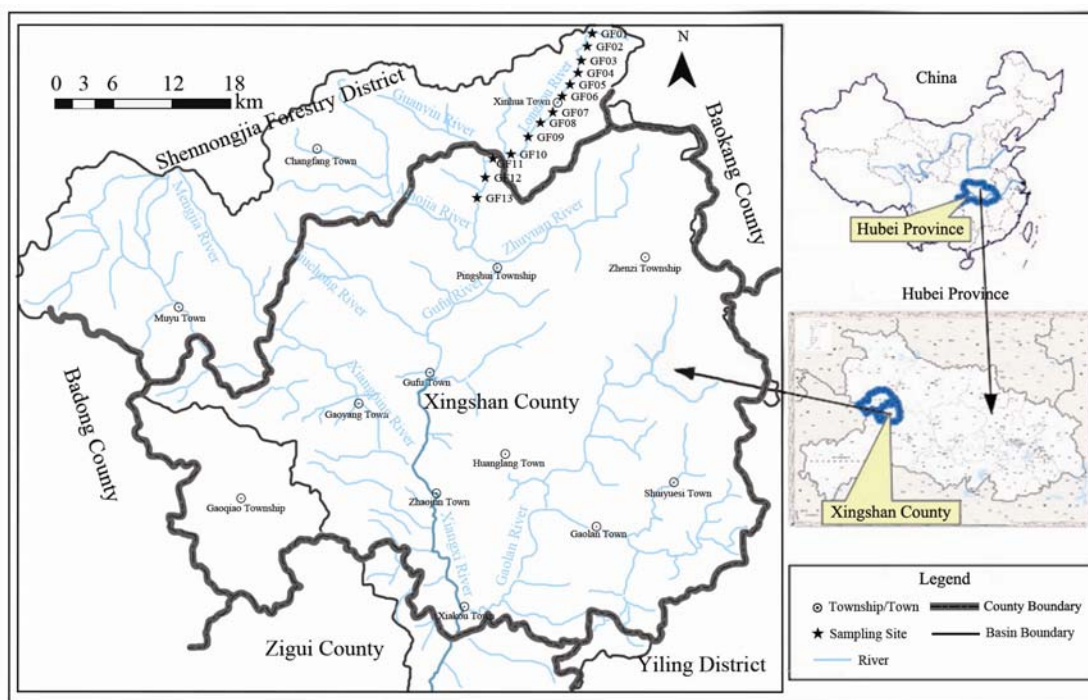 GF01
GF02
GF03
GF04
GF05
GF06
GF07
GF08
GF09
GF10
GF11
GF12
GF13
N
0 3 6 12 18
km
Shennongjia Forestry District
Guanyin River
Longkou River
Xinhua Town
Baokang County
Changfang Town
Mengjia River
Zhuyuan River
Pingshui Township
Zhenzi Township
Gufu River
Muyu Town
Badong County
Gufu Town
Gaoyang Town
Xingshan County
Huanglang Town
Zhaojun Town
Gaoqiao Township
Shuiyuesi Town
Gaolan Town
Gaolan River
Xiangxi River
Xiakou Town
Zigui County
Yiling District
China
Hubei Province
Hubei Province
Xingshan County
Legend
Township/Town
County Boundary
Sampling Site
Basin Boundary
River